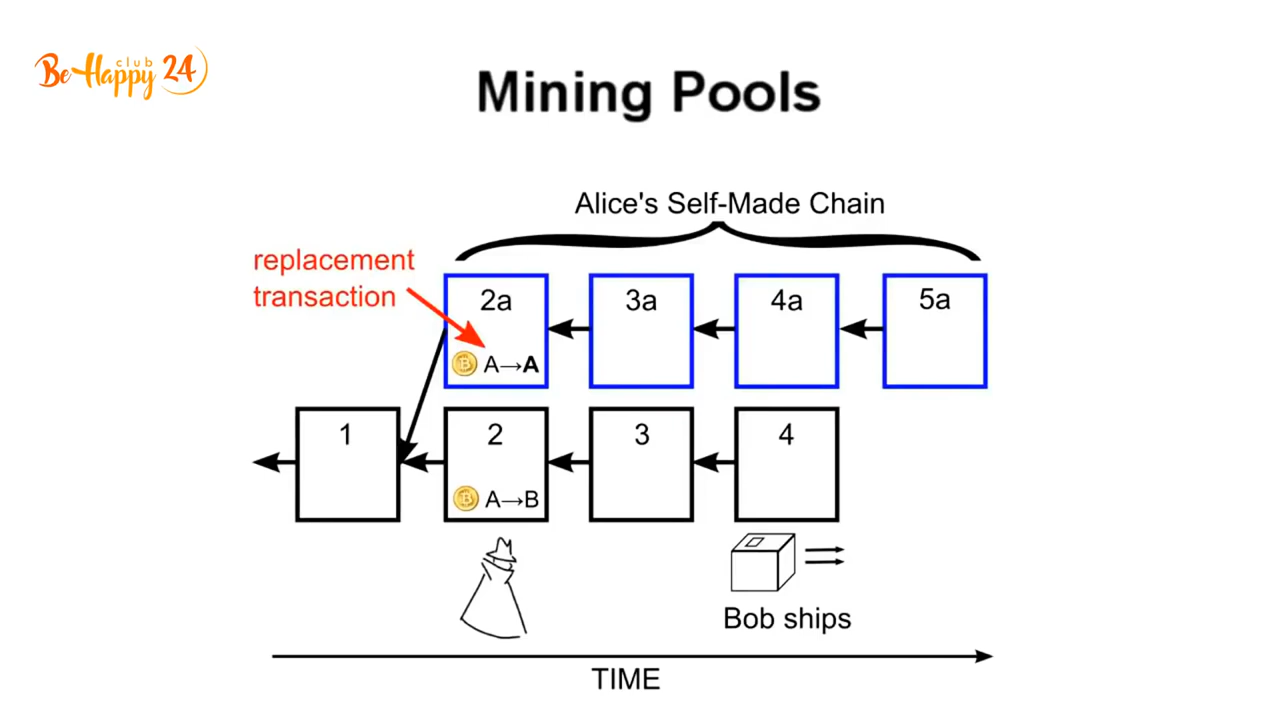 club
Be Happy 24
Mining Pools
Alice's Self-Made Chain
replacement
transaction
2a
3a
4a
5a
A→A
1
2
3
4
A→B
Bob ships
TIME